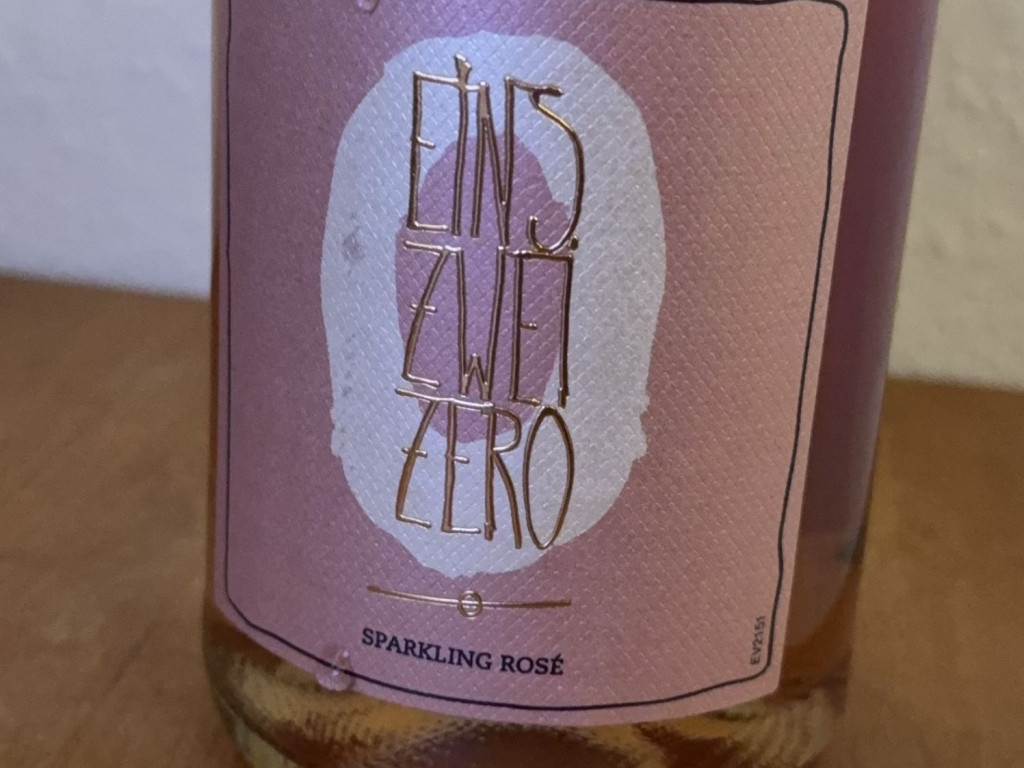 EINS
ZWEI
ZERO
SPARKLING ROSÉ
EV2151